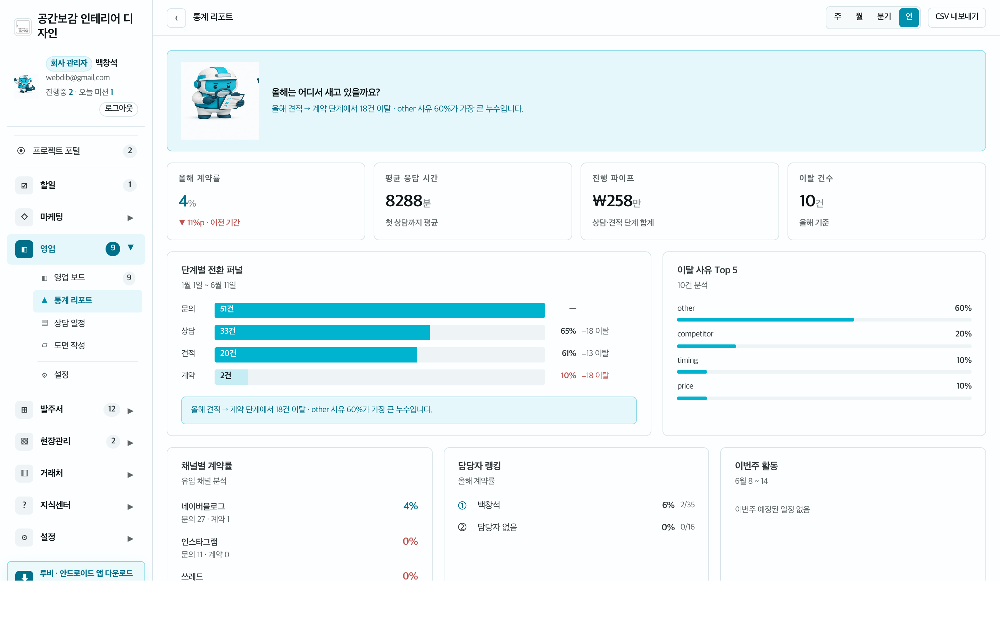 공간보감 인테리어 디
자인
회사 관리자 백창석
webdib@gmail.com
진행중 2 · 오늘 미션 1
로그아웃
프로젝트 포털 2
할일 1
마케팅
영업 9
영업 보드 9
통계 리포트
상담 일정
도면 작성
설정
발주서 12
현장관리 2
거래처
지식센터
설정
루비 · 안드로이드 앱 다운로드
통계 리포트
주 월 분기 연
CSV 내보내기
올해는 어디서 새고 있을까요?
올해 견적 → 계약 단계에서 18건 이탈 · other 사유 60%가 가장 큰 누수입니다.
올해 계약률
4%
▼ 11%p · 이전 기간
평균 응답 시간
8288분
첫 상담까지 평균
진행 파이프
₩258만
상담·견적 단계 합계
이탈 건수
10건
올해 기준
단계별 전환 퍼널
1월 1일 ~ 6월 11일
문의 51건 —
상담 33건 65% −18 이탈
견적 20건 61% −13 이탈
계약 2건 10% −18 이탈
올해 견적 → 계약 단계에서 18건 이탈 · other 사유 60%가 가장 큰 누수입니다.
이탈 사유 Top 5
10건 분석
other 60%
competitor 20%
timing 10%
price 10%
채널별 계약률
유입 채널 분석
네이버블로그 4%
문의 27 · 계약 1
인스타그램 0%
문의 11 · 계약 0
쓰레드 0%
담당자 랭킹
올해 계약률
① 백창석 6% 2/35
② 담당자 없음 0% 0/16
이번주 활동
6월 8 ~ 14
이번주 예정된 일정 없음